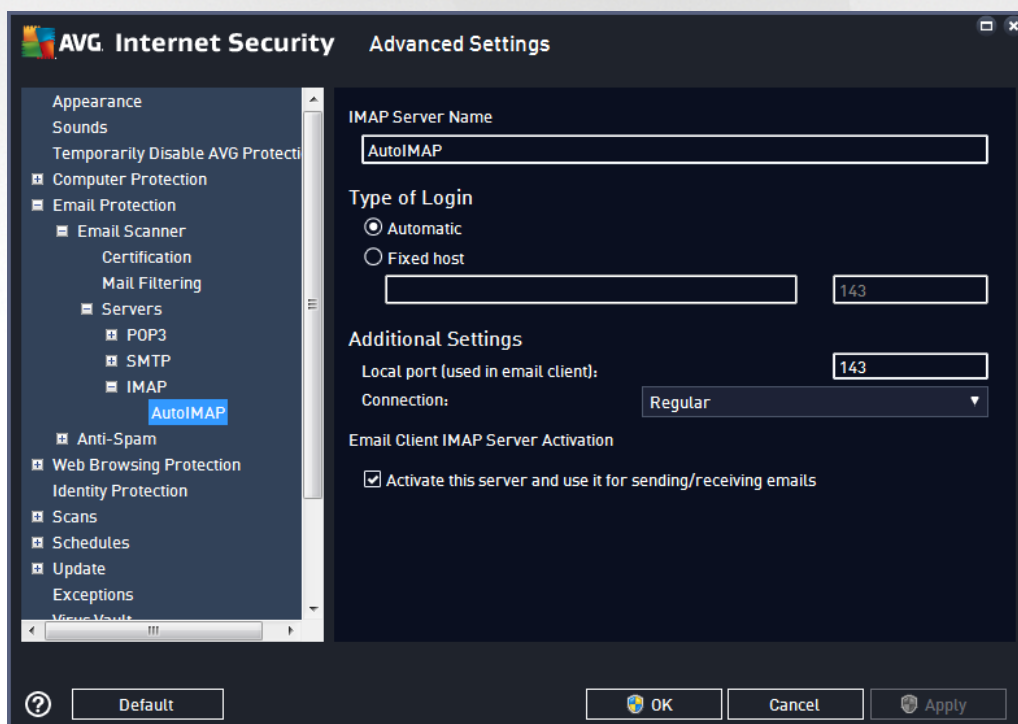 AVG. Internet Security Advanced Settings
Appearance
Sounds
Temporarily Disable AVG Protecti
Computer Protection
Email Protection
Email Scanner
Certification
Mail Filtering
Servers
POP3
SMTP
IMAP
AutoIMAP
Anti-Spam
Web Browsing Protection
Identity Protection
Scans
Schedules
Update
Exceptions
Virus Vault
IMAP Server Name
AutoIMAP
Type of Login
Automatic
Fixed host
143
Additional Settings
Local port (used in email client): 143
Connection: Regular
Email Client IMAP Server Activation
Activate this server and use it for sending/receiving emails
? Default OK Cancel Apply